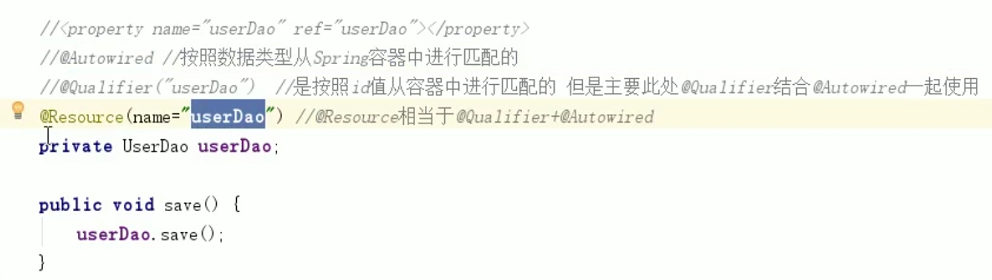 //<property name="userDao" ref="userDao"></property>
//@Autowired //按照数据类型从Spring容器中进行匹配的
//@Qualifier("userDao")  //是按照id值从容器中进行匹配的 但是主要此处@Qualifier结合@Autowired一起使用
@Resource(name="userDao") //@Resource相当于@Qualifier+@Autowired
private UserDao userDao;
public void save() {
userDao.save();
}